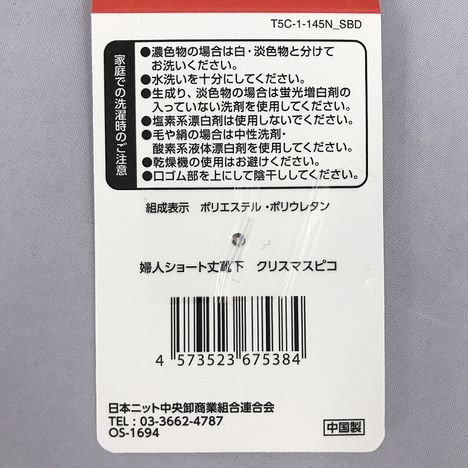 T5C-1-145N_SBD
家庭での洗濯時のご注意
●濃色物の場合は白・淡色物と分けて
お洗いください。
●水洗いを十分にしてください。
●生成り、淡色物の場合は蛍光増白剤の
入っていない洗剤を使用してください。
●塩素系漂白剤は使用しないでください。
●毛や絹の場合は中性洗剤・
酸素系液体漂白剤を使用してください。
●乾燥機の使用はお避けください。
●口ゴム部を上にして陰干ししてください。
組成表示 ポリエステル・ポリウレタン
婦人ショート丈靴下 クリスマスピコ
4 573523 675384
日本ニット中央卸商業組合連合会
TEL : 03-3662-4787
OS-1694
中国製